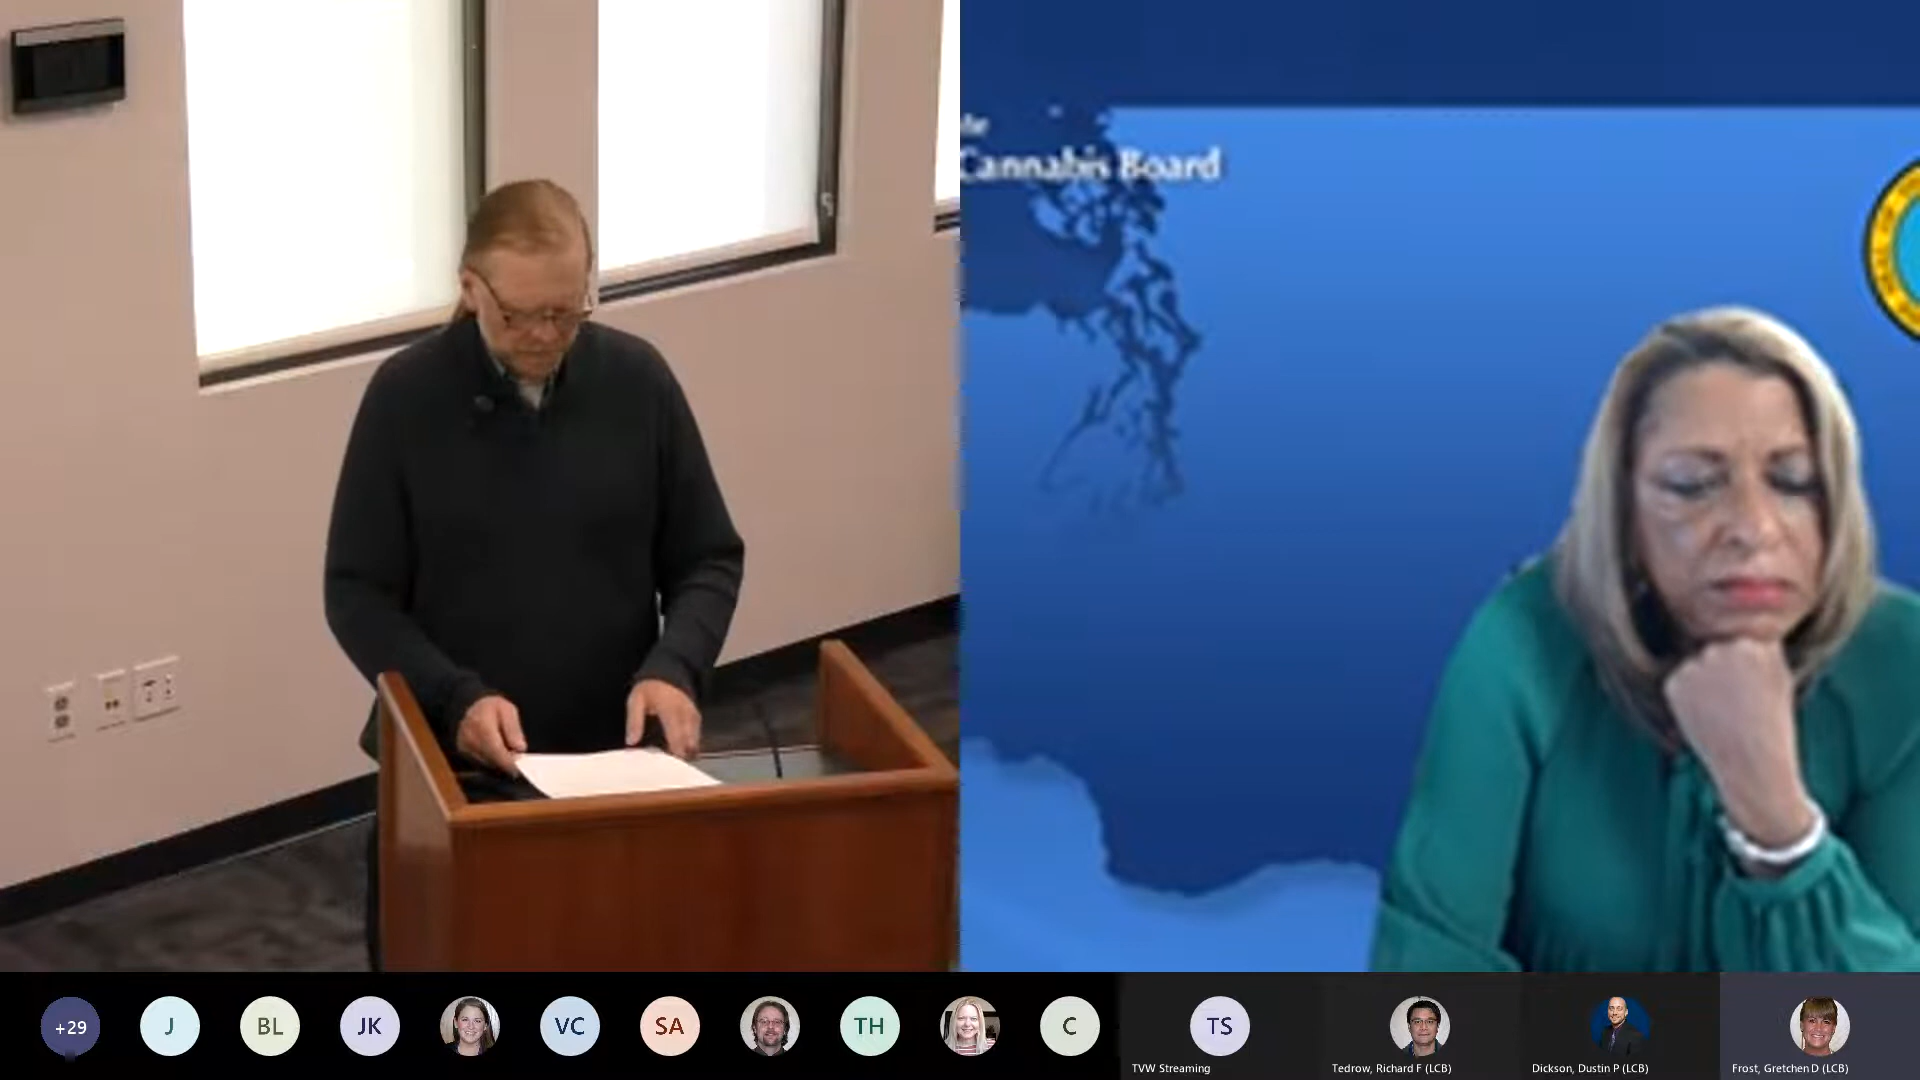 te
Cannabis Board
+29
J
BL
JK
VC
SA
TH
C
TS
TVW Streaming
Tedrow, Richard F (LCB)
Dickson, Dustin P (LCB)
Frost, Gretchen D (LCB)